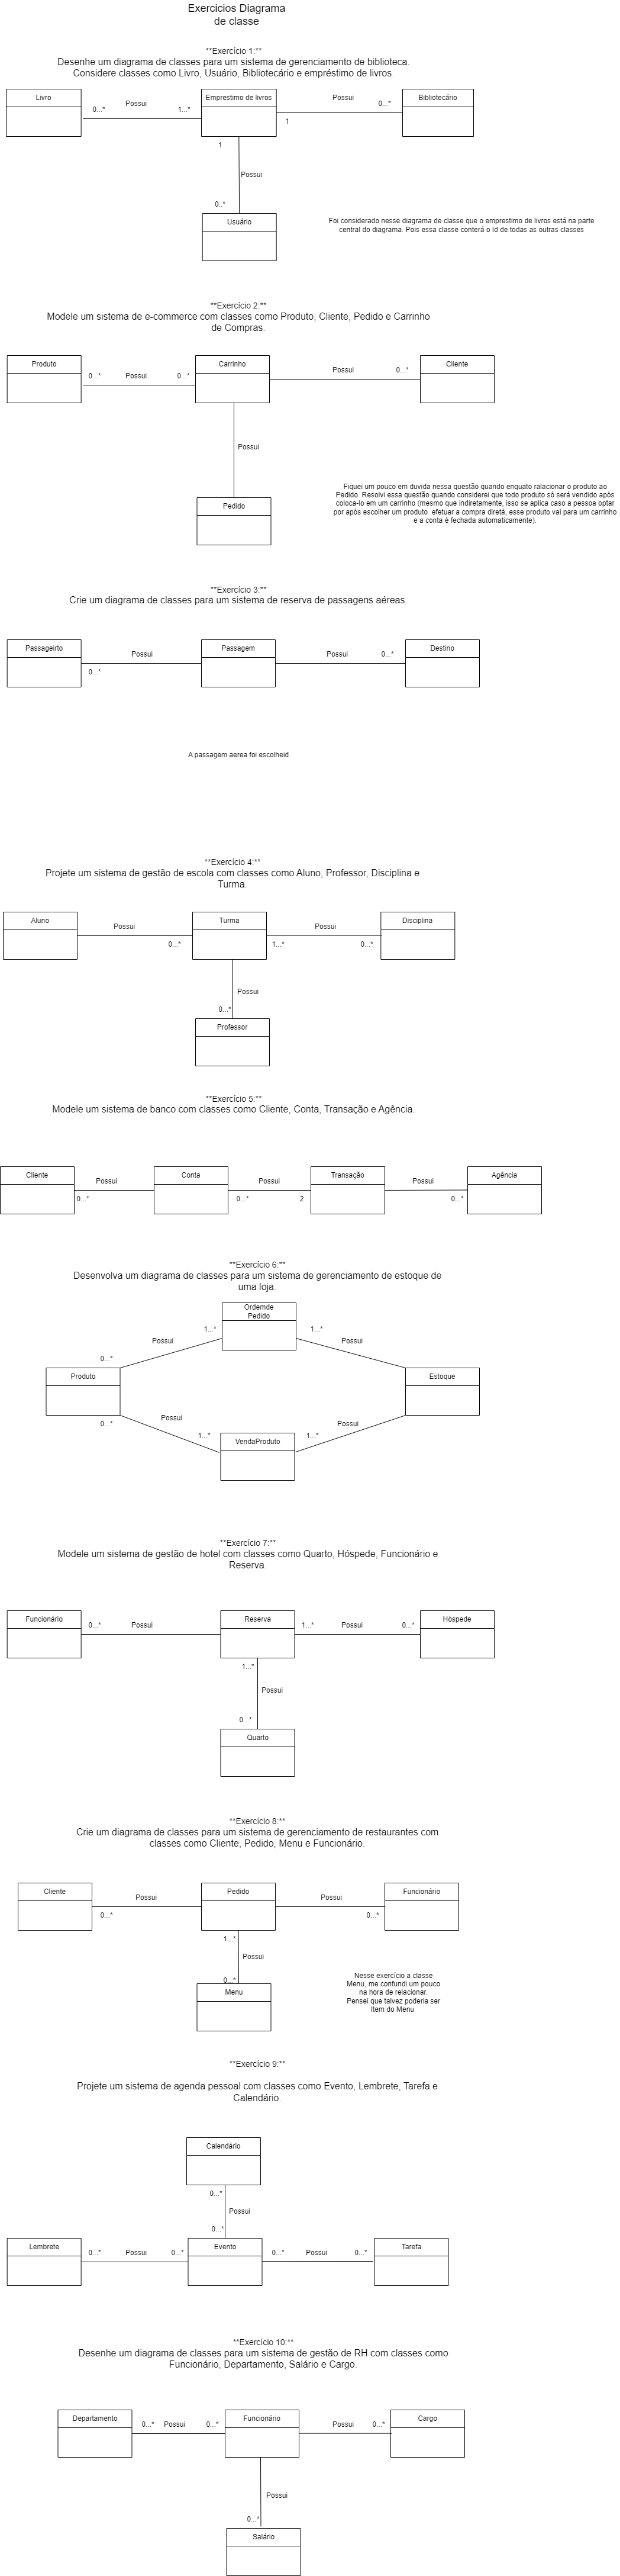 Exercicios Diagrama
de classe
**Exercício 1:**
Desenhe um diagrama de classes para um sistema de gerenciamento de biblioteca.
Considere classes como Livro, Usuário, Bibliotecário e empréstimo de livros.
Livro
0...*
Possui
1...*
Emprestimo de livros
1
Possui
0...*
Bibliotecário
1
Possui
0..*
Usuário
Foi considerado nesse diagrama de classe que o emprestimo de livros está na parte
central do diagrama. Pois essa classe conterá o Id de todas as outras classes
**Exercício 2:**
Modele um sistema de e-commerce com classes como Produto, Cliente, Pedido e Carrinho
de Compras.
Produto
0...*
Possui
0...*
Carrinho
Possui
0...*
Cliente
Possui
Pedido
Fiquei um pouco em duvida nessa questão quando enquato ralacionar o produto ao
Pedido. Resolvi essa questão quando considerei que todo produto só será vendido após
coloca-lo em um carrinho (mesmo que indiretamente, isso se aplica caso a pessoa optar
por após escolher um produto efetuar a compra diretá, esse produto vai para um carrinho
e a conta é fechada automaticamente).
**Exercício 3:**
Crie um diagrama de classes para um sistema de reserva de passagens aéreas.
Passageirto
0...*
Possui
Passagem
Possui
0...*
Destino
A passagem aerea foi escolheid
**Exercício 4:**
Projete um sistema de gestão de escola com classes como Aluno, Professor, Disciplina e
Turma.
Aluno
Possui
0...*
Turma
1...*
Possui
0...*
Disciplina
Possui
0...*
Professor
**Exercício 5:**
Modele um sistema de banco com classes como Cliente, Conta, Transação e Agência.
Cliente
0...*
Possui
Conta
0...*
Possui
2
Transação
Possui
0...*
Agência
**Exercício 6:**
Desenvolva um diagrama de classes para um sistema de gerenciamento de estoque de
uma loja.
Ordemde
Pedido
1...*
1...*
Possui
Possui
0...*
Produto
Estoque
0...*
Possui
Possui
1...*
1...*
VendaProduto
**Exercício 7:**
Modele um sistema de gestão de hotel com classes como Quarto, Hóspede, Funcionário e
Reserva.
Funcionário
0...*
Possui
Reserva
1...*
Possui
0...*
Hòspede
1...*
Possui
0...*
Quarto
**Exercício 8:**
Crie um diagrama de classes para um sistema de gerenciamento de restaurantes com
classes como Cliente, Pedido, Menu e Funcionário.
Cliente
0...*
Possui
Pedido
Possui
0...*
Funcionário
1...*
Possui
0...*
Menu
Nesse exercício a classe
Menu, me confundi um pouco
na hora de relacionar.
Pensei que talvez poderia ser
Item do Menu
**Exercício 9:**
Projete um sistema de agenda pessoal com classes como Evento, Lembrete, Tarefa e
Calendário.
Calendário
0...*
Possui
0...*
Lembrete
0...*
Possui
0...*
Evento
0...*
Possui
0...*
Tarefa
**Exercício 10:**
Desenhe um diagrama de classes para um sistema de gestão de RH com classes como
Funcionário, Departamento, Salário e Cargo.
Departamento
0...*
Possui
0...*
Funcionário
Possui
0...*
Cargo
Possui
0...*
Salário